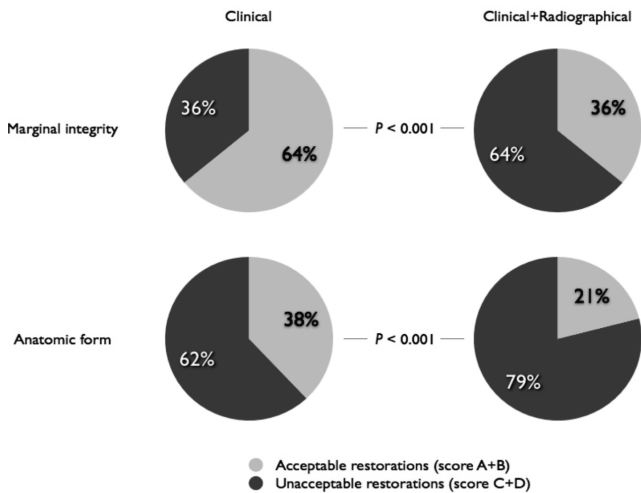 Clinical
Clinical+Radiographical
Marginal integrity
36%
64%
P < 0.001
36%
64%
Anatomic form
38%
62%
P < 0.001
21%
79%
Acceptable restorations (score A+B)
Unacceptable restorations (score C+D)